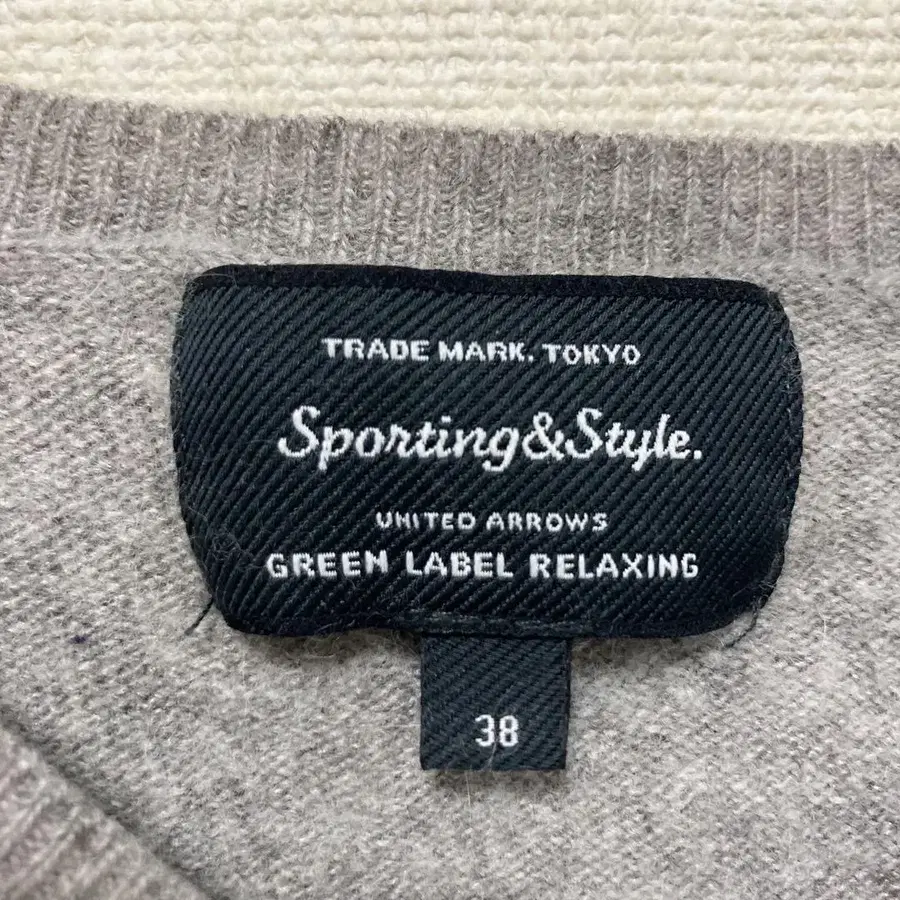 TRADE MARK. TOKYO
Sporting&Style.
UNITED ARROWS
GREEN LABEL RELAXING
38